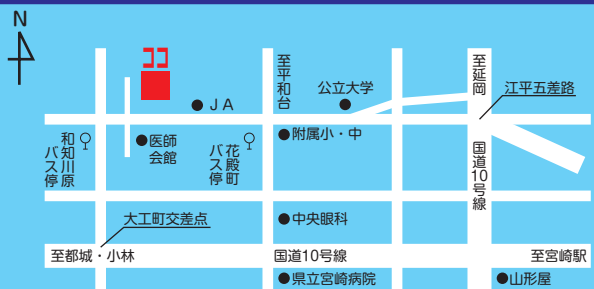 N
至平和台
至延岡
公立大学
江平五差路
JA
医師
会館
附属小・中
和知川原
バス停
花殿町
バス停
国道10号線
大工町交差点
中央眼科
至都城・小林
国道10号線
至宮崎駅
県立宮崎病院
山形屋